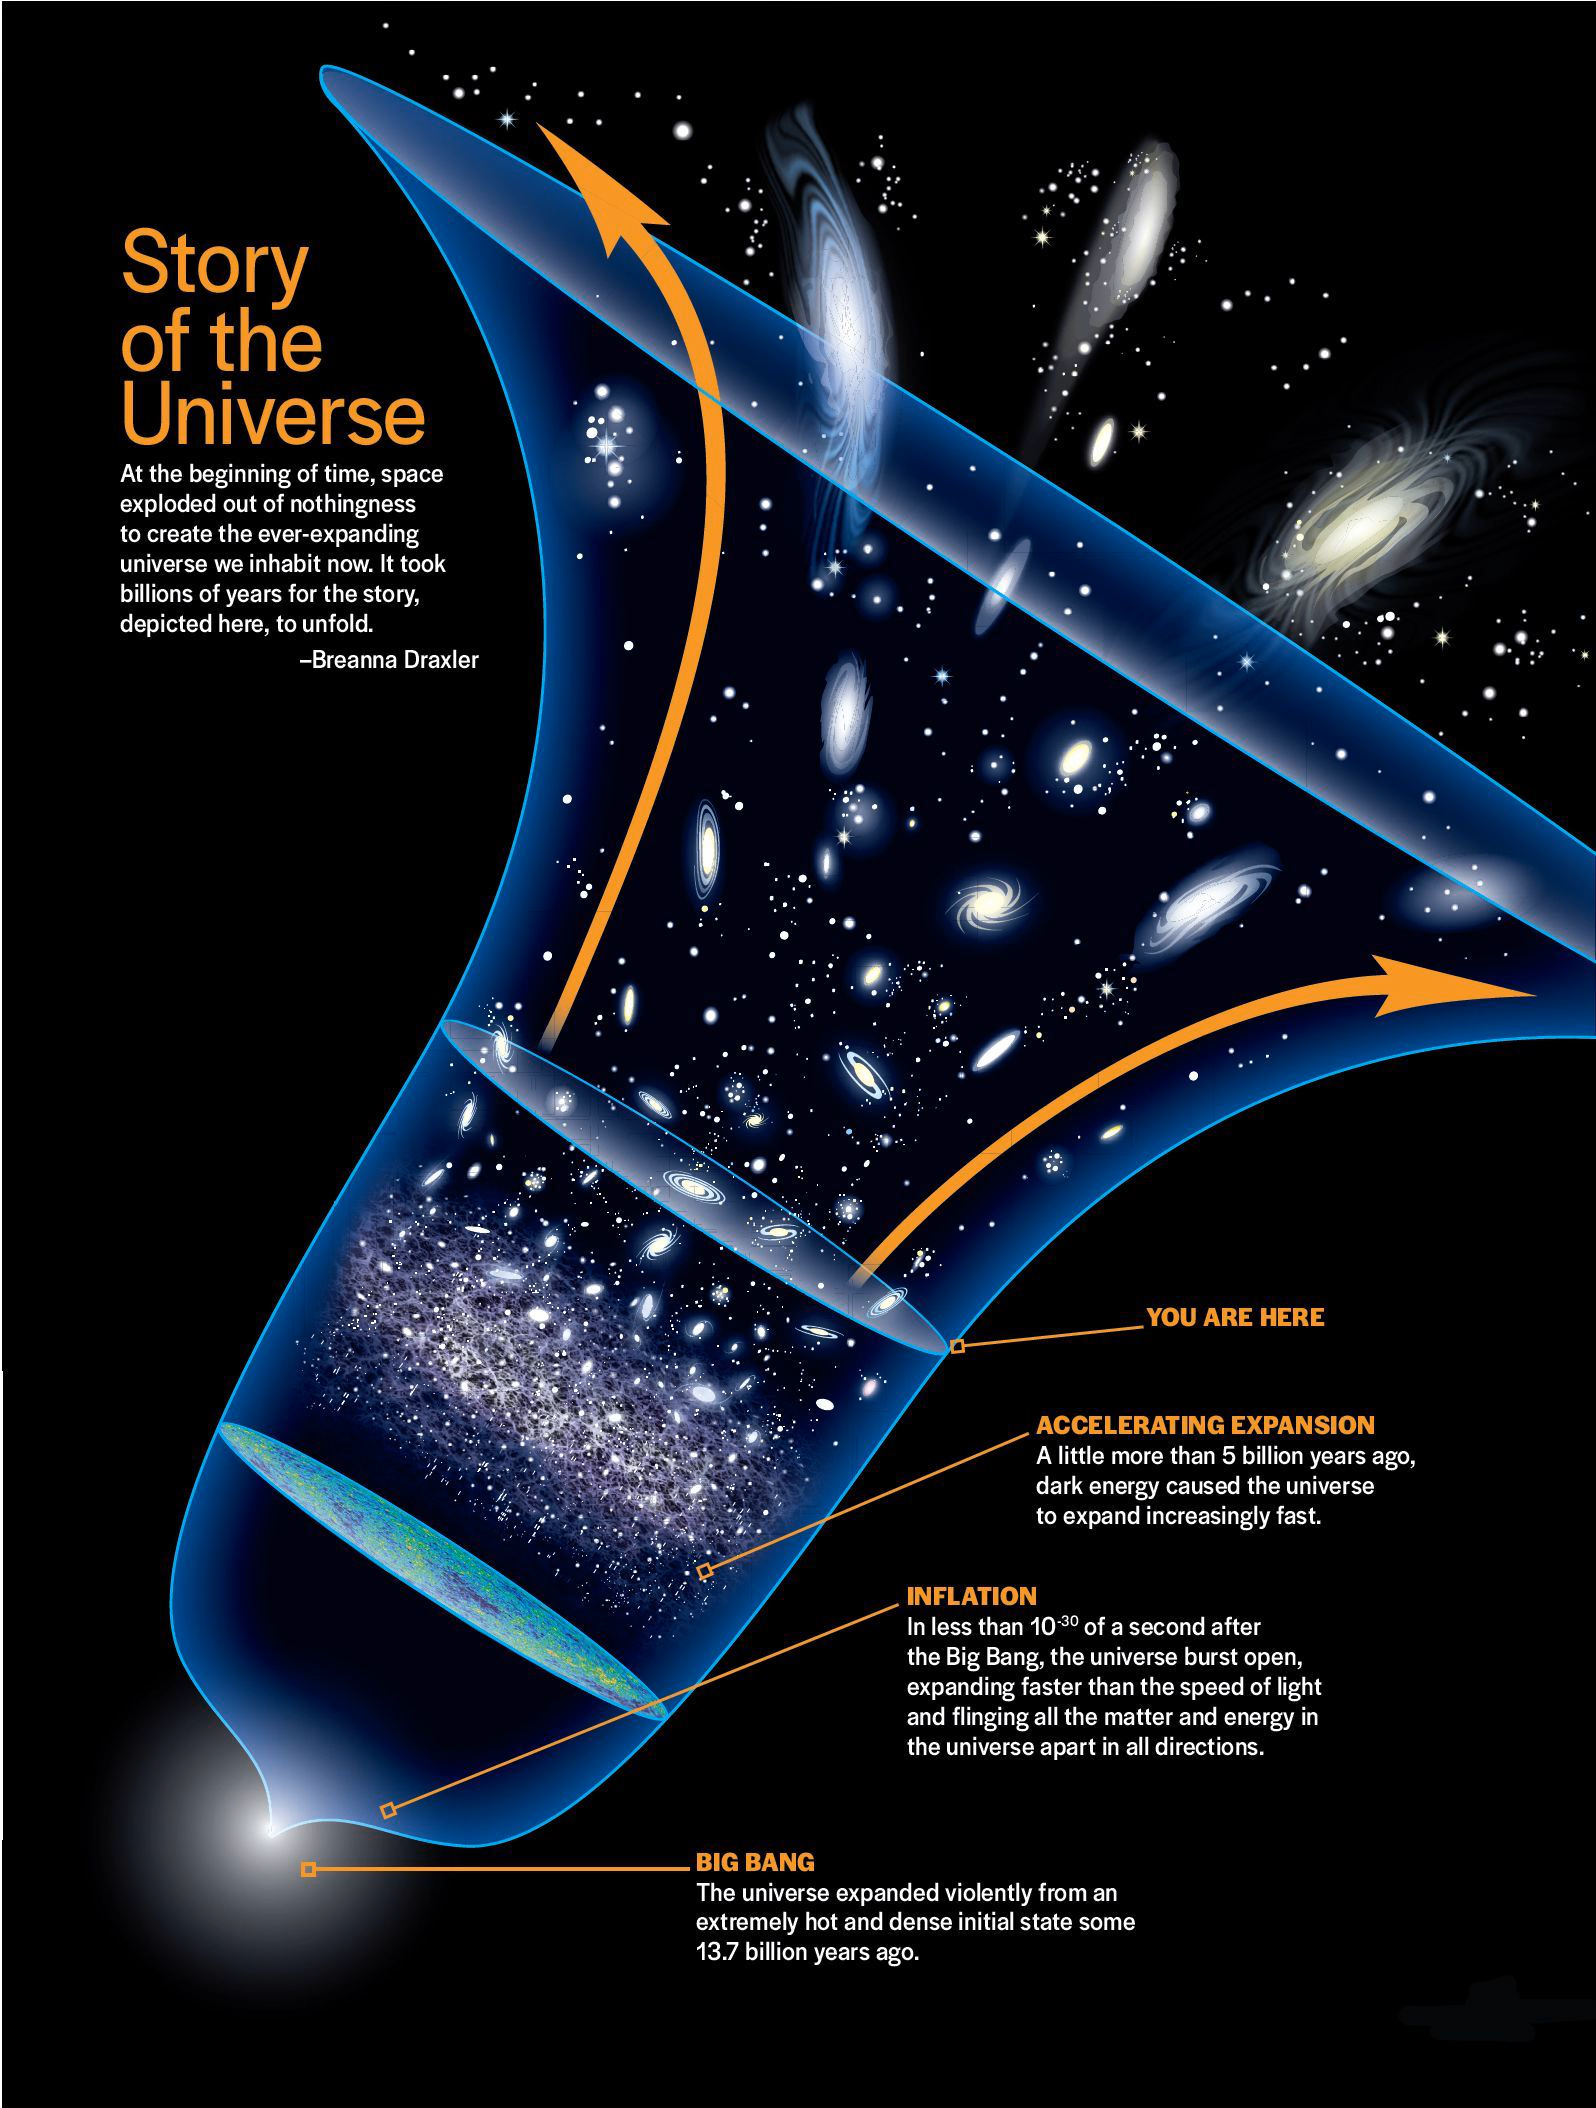 Story
of the
Universe
At the beginning of time, space
exploded out of nothingness
to create the ever-expanding
universe we inhabit now. It took
billions of years for the story,
depicted here, to unfold.
–Breanna Draxler
YOU ARE HERE
ACCELERATING EXPANSION
A little more than 5 billion years ago,
dark energy caused the universe
to expand increasingly fast.
INFLATION
In less than 10⁻³⁰ of a second after
the Big Bang, the universe burst open,
expanding faster than the speed of light
and flinging all the matter and energy in
the universe apart in all directions.
BIG BANG
The universe expanded violently from an
extremely hot and dense initial state some
13.7 billion years ago.